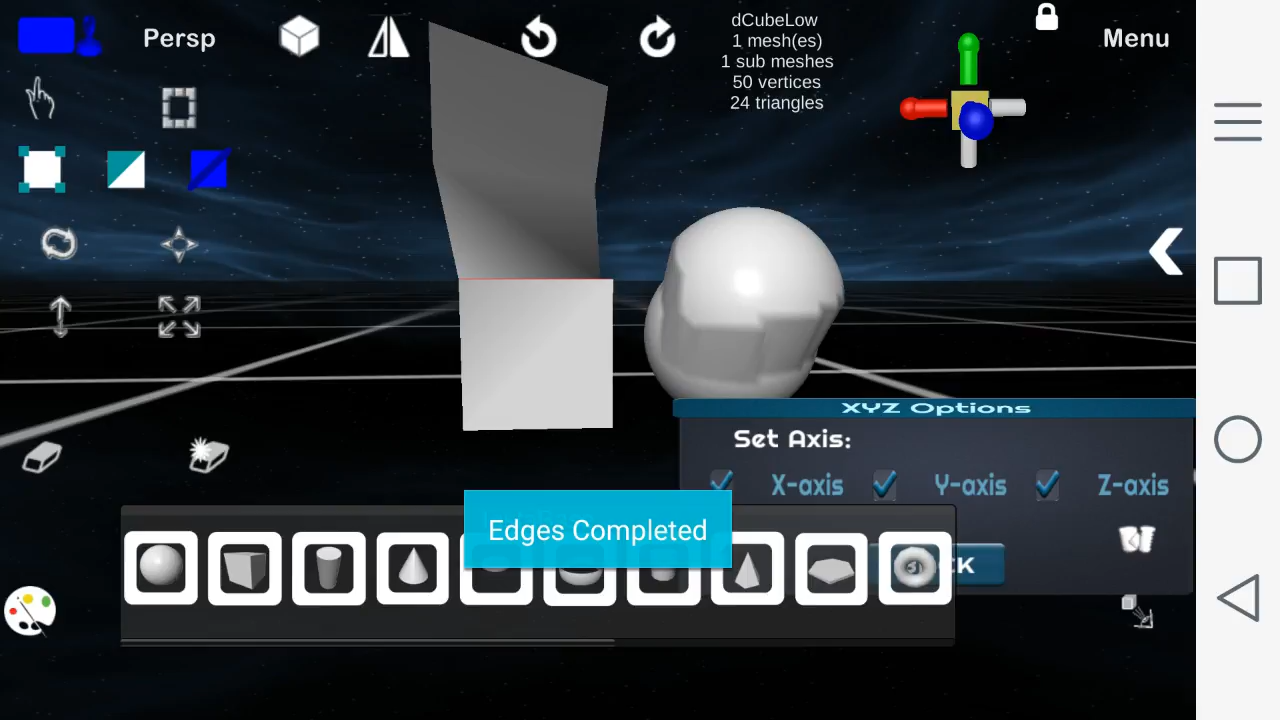 Persp
dCubeLow
1 mesh(es)
1 sub meshes
50 vertices
24 triangles
Menu
XYZ Options
Set Axis:
X-axis
Y-axis
Z-axis
Edges Completed